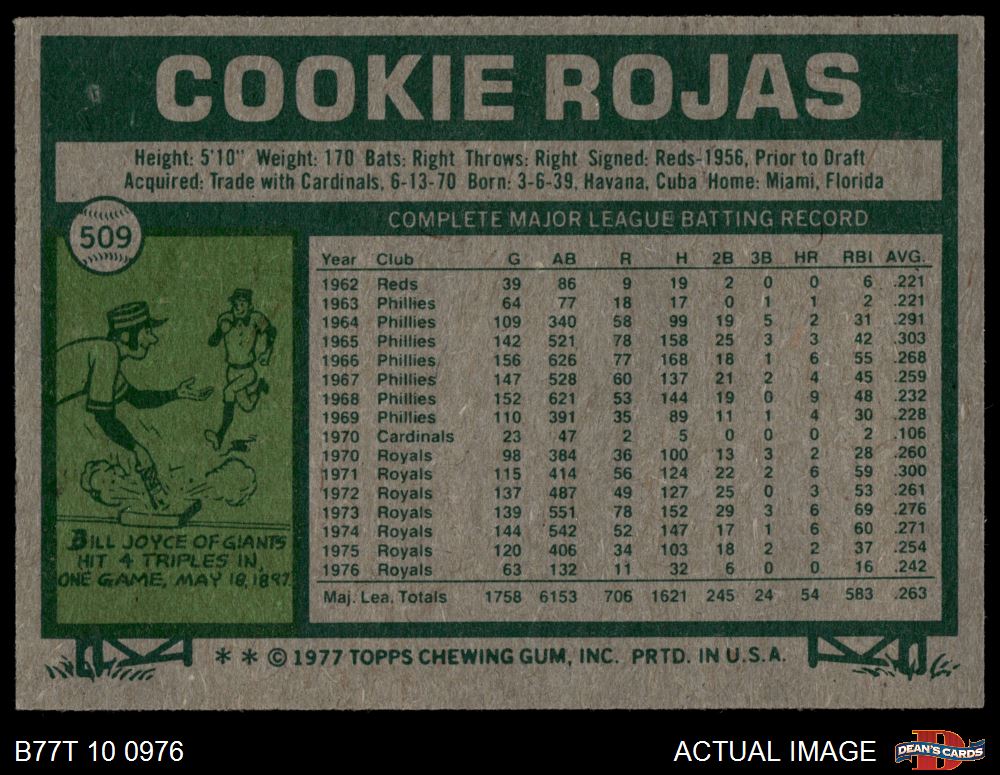 COOKIE ROJAS
Height: 5'10" Weight: 170 Bats: Right Throws: Right Signed: Reds-1956, Prior to Draft
Acquired: Trade with Cardinals, 6-13-70 Born: 3-6-39, Havana, Cuba Home: Miami, Florida
509
COMPLETE MAJOR LEAGUE BATTING RECORD
Year Club G AB R H 2B 3B HR RBI AVG.
1962 Reds 39 86 9 19 2 0 0 6 .221
1963 Phillies 64 77 18 17 0 1 1 2 .221
1964 Phillies 109 340 58 99 19 5 2 31 .291
1965 Phillies 142 521 78 158 25 3 3 42 .303
1966 Phillies 156 626 77 168 18 1 6 55 .268
1967 Phillies 147 528 60 137 21 2 4 45 .259
1968 Phillies 152 621 53 144 19 0 9 48 .232
1969 Phillies 110 391 35 89 11 1 4 30 .228
1970 Cardinals 23 47 2 5 0 0 0 2 .106
1970 Royals 98 384 36 100 13 3 2 28 .260
1971 Royals 115 414 56 124 22 2 6 59 .300
1972 Royals 137 487 49 127 25 0 3 53 .261
1973 Royals 139 551 78 152 29 3 6 69 .276
1974 Royals 144 542 52 147 17 1 6 60 .271
1975 Royals 120 406 34 103 18 2 2 37 .254
1976 Royals 63 132 11 32 6 0 0 16 .242
Maj. Lea. Totals 1758 6153 706 1621 245 24 54 583 .263
BILL JOYCE OF GIANTS
HIT 4 TRIPLES IN
ONE GAME, MAY 18, 1897.
* * © 1977 TOPPS CHEWING GUM, INC. PRTD. IN U.S.A.
B77T 10 0976
ACTUAL IMAGE
D
DEAN'S CARDS